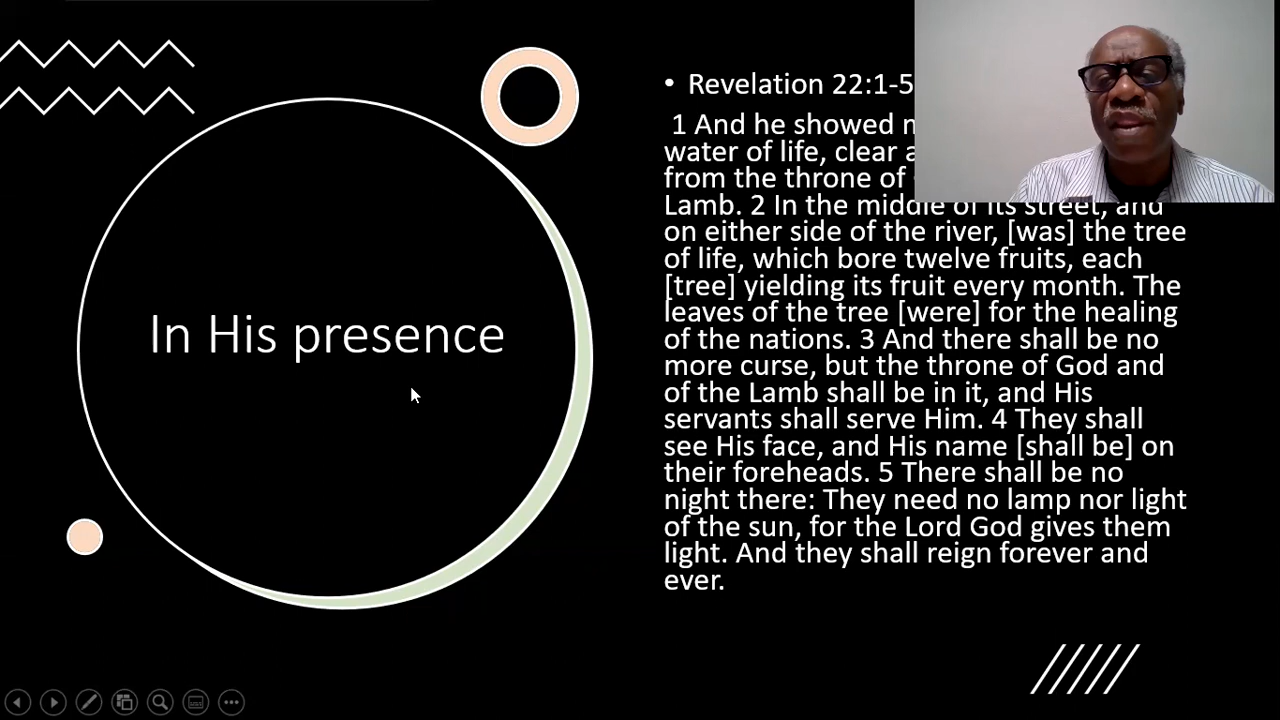 In His presence
• Revelation 22:1-5
1 And he showed
water of life, clear
from the throne of
Lamb. 2 In the middle of its street, and
on either side of the river, [was] the tree
of life, which bore twelve fruits, each
[tree] yielding its fruit every month. The
leaves of the tree [were] for the healing
of the nations. 3 And there shall be no
more curse, but the throne of God and
of the Lamb shall be in it, and His
servants shall serve Him. 4 They shall
see His face, and His name [shall be] on
their foreheads. 5 There shall be no
night there: They need no lamp nor light
of the sun, for the Lord God gives them
light. And they shall reign forever and
ever.